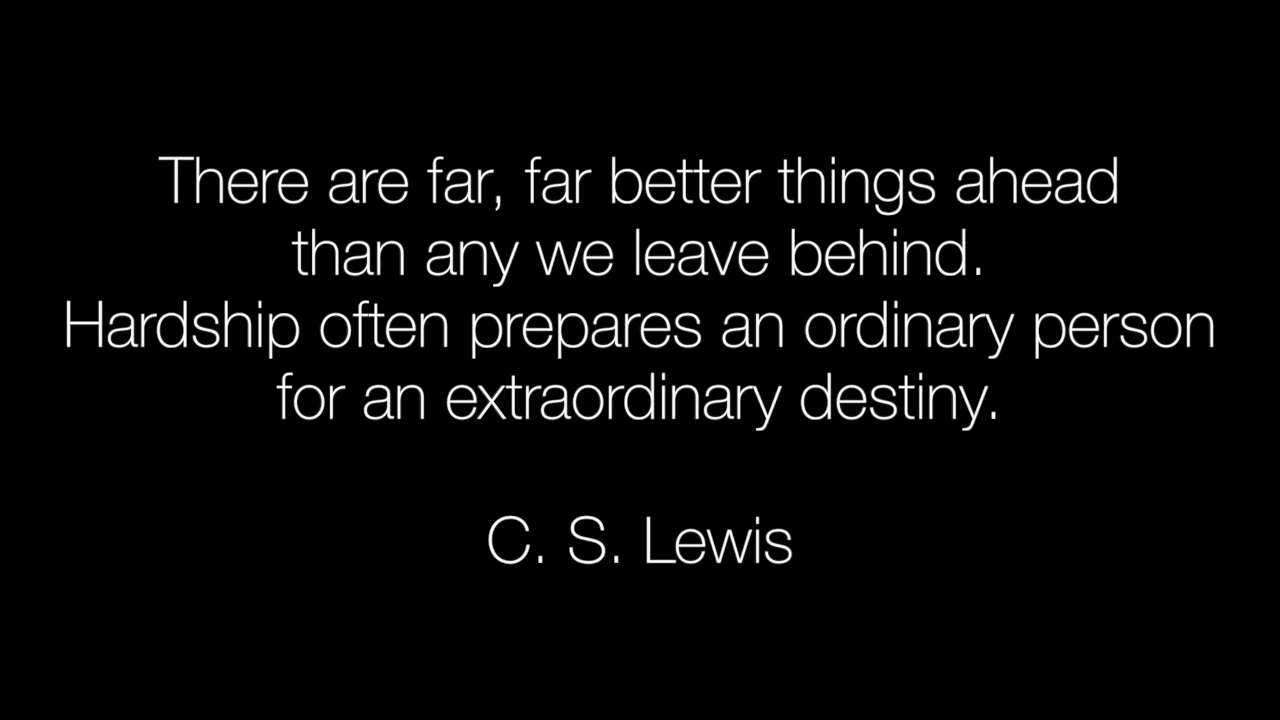 There are far, far better things ahead
than any we leave behind.
Hardship often prepares an ordinary person
for an extraordinary destiny.
C. S. Lewis